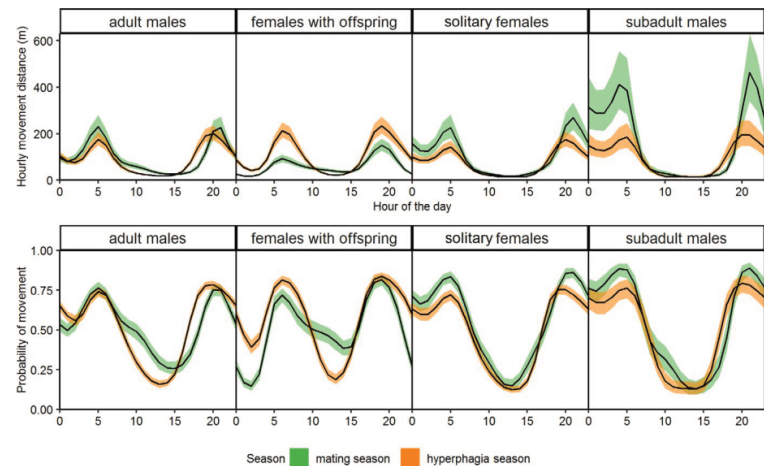 adult males females with offspring solitary females subadult males
Hourly movement distance (m)
600
400
200
0
0 5 10 15 20 0 5 10 15 20 0 5 10 15 20 0 5 10 15 20
Hour of the day
adult males females with offspring solitary females subadult males
Probability of movement
1.00
0.75
0.50
0.25
0.00
0 5 10 15 20 0 5 10 15 20 0 5 10 15 20 0 5 10 15 20
Season mating season hyperphagia season